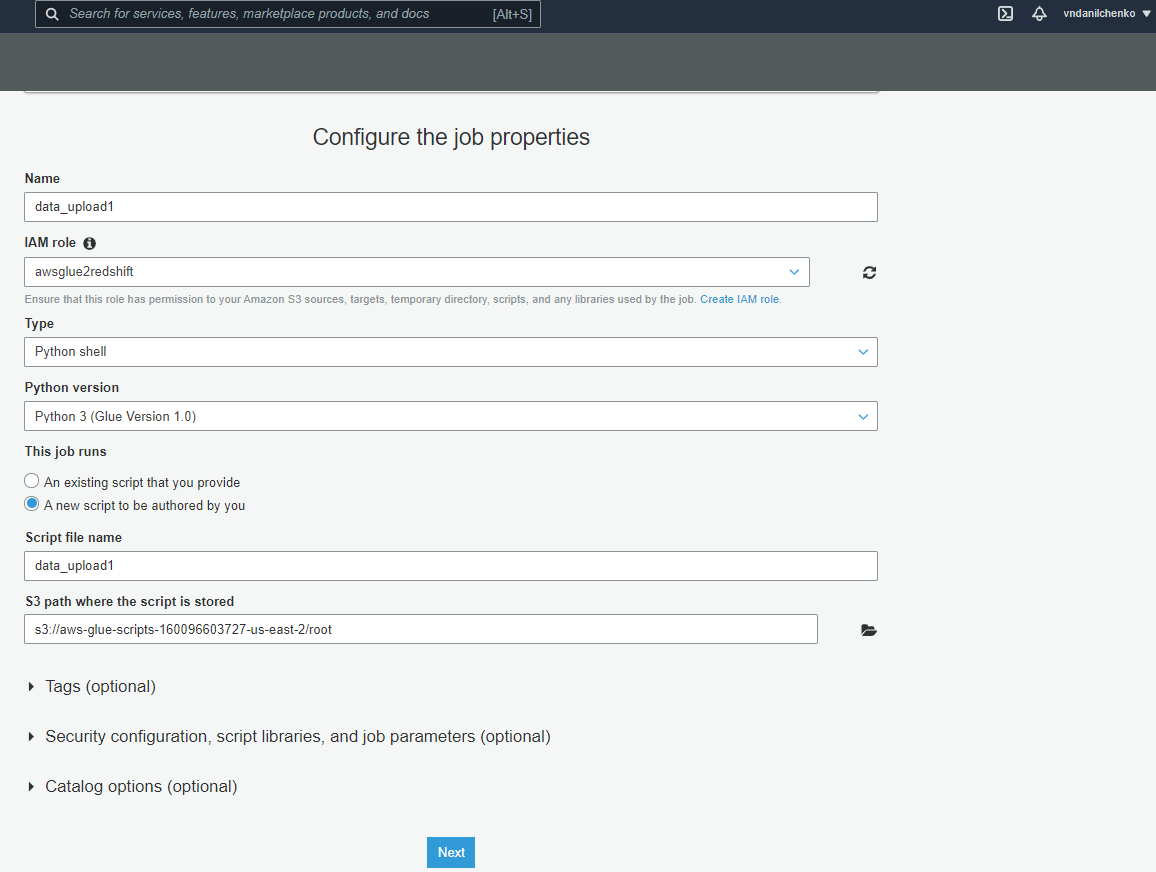 Search for services, features, marketplace products, and docs [Alt+S] vndanilchenko
Configure the job properties
Name
data_upload1
IAM role
awsglue2redshift
Ensure that this role has permission to your Amazon S3 sources, targets, temporary directory, scripts, and any libraries used by the job. Create IAM role.
Type
Python shell
Python version
Python 3 (Glue Version 1.0)
This job runs
An existing script that you provide
A new script to be authored by you
Script file name
data_upload1
S3 path where the script is stored
s3://aws-glue-scripts-160096603727-us-east-2/root
Tags (optional)
Security configuration, script libraries, and job parameters (optional)
Catalog options (optional)
Next